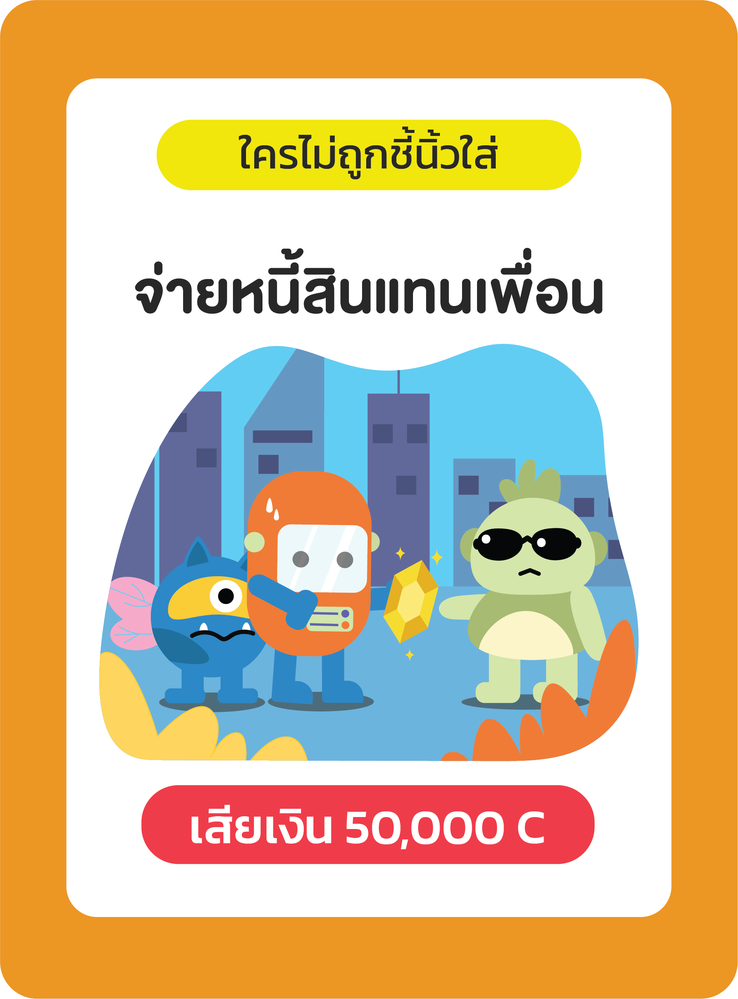 ใครไม่ถูกชี้นิ้วใส่
จ่ายหนี้สินแทนเพื่อน
เสียเงิน 50,000 C